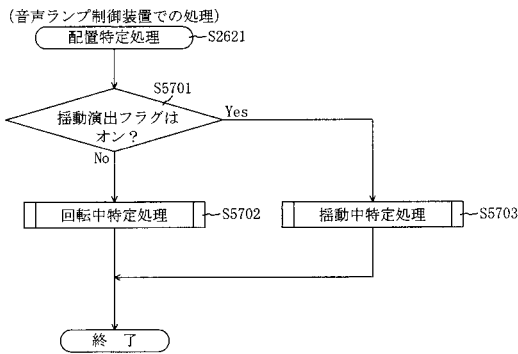 (音声ランプ制御装置での処理)
配置特定処理
S2621
S5701
揺動演出フラグは
オン?
Yes
No
回転中特定処理
S5702
揺動中特定処理
S5703
終 了